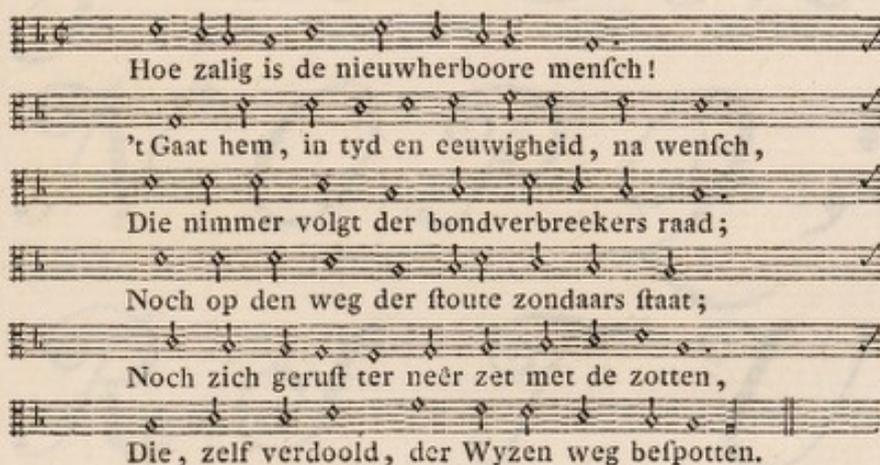 Hoe zalig is de nieuwherboore menſch!
't Gaat hem, in tyd en eeuwigheid, na wenſch,
Die nimmer volgt der bondverbreekers raad;
Noch op den weg der ſtoute zondaars ſtaat;
Noch zich geruſt ter neêr zet met de zotten,
Die, zelf verdoold, der Wyzen weg beſpotten.